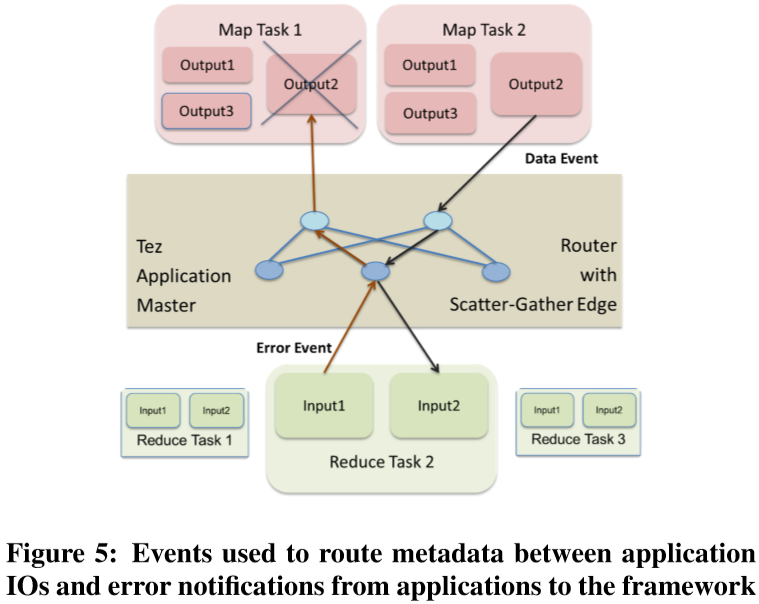 Map Task 1
Output1
Output2
Output3
Map Task 2
Output1
Output2
Output3
Data Event
Tez
Application
Master
Router
with
Scatter-Gather Edge
Error Event
Input1
Input2
Reduce Task 1
Input1
Input2
Reduce Task 2
Input1
Input2
Reduce Task 3
Figure 5: Events used to route metadata between application
IOs and error notifications from applications to the framework